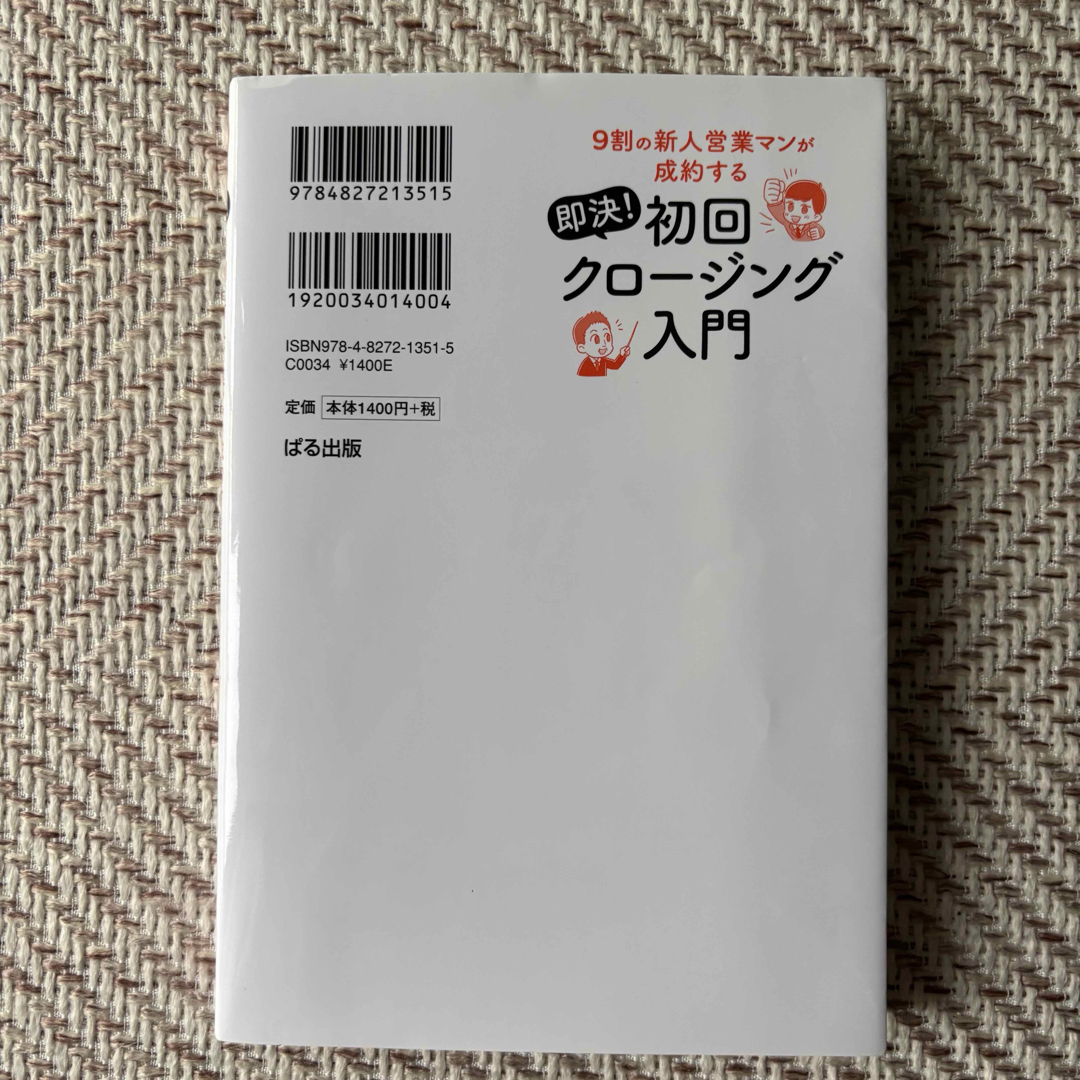 9784827213515
1920034014004
ISBN978-4-8272-1351-5
C0034 ¥1400E
定価 本体1400円+税
ぱる出版
9割の新人営業マンが
成約する
即決!
初回
クロージング
入門